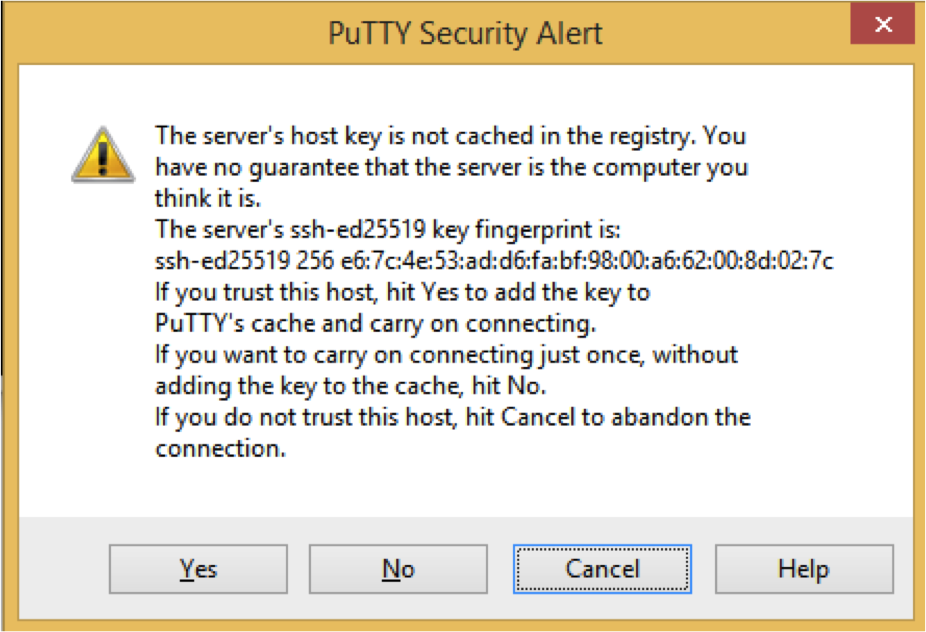 PuTTY Security Alert
The server's host key is not cached in the registry. You
have no guarantee that the server is the computer you
think it is.
The server's ssh-ed25519 key fingerprint is:
ssh-ed25519 256 e6:7c:4e:53:ad:d6:fa:bf:98:00:a6:62:00:8d:02:7c
If you trust this host, hit Yes to add the key to
PuTTY's cache and carry on connecting.
If you want to carry on connecting just once, without
adding the key to the cache, hit No.
If you do not trust this host, hit Cancel to abandon the
connection.
Yes No Cancel Help